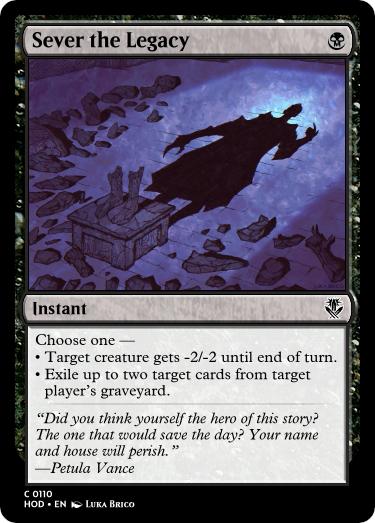 Sever the Legacy
Instant
Choose one —
• Target creature gets -2/-2 until end of turn.
• Exile up to two target cards from target
player's graveyard.
“Did you think yourself the hero of this story?
The one that would save the day? Your name
and house will perish.”
—Petula Vance
C 0110
HOD • EN Luka Brico